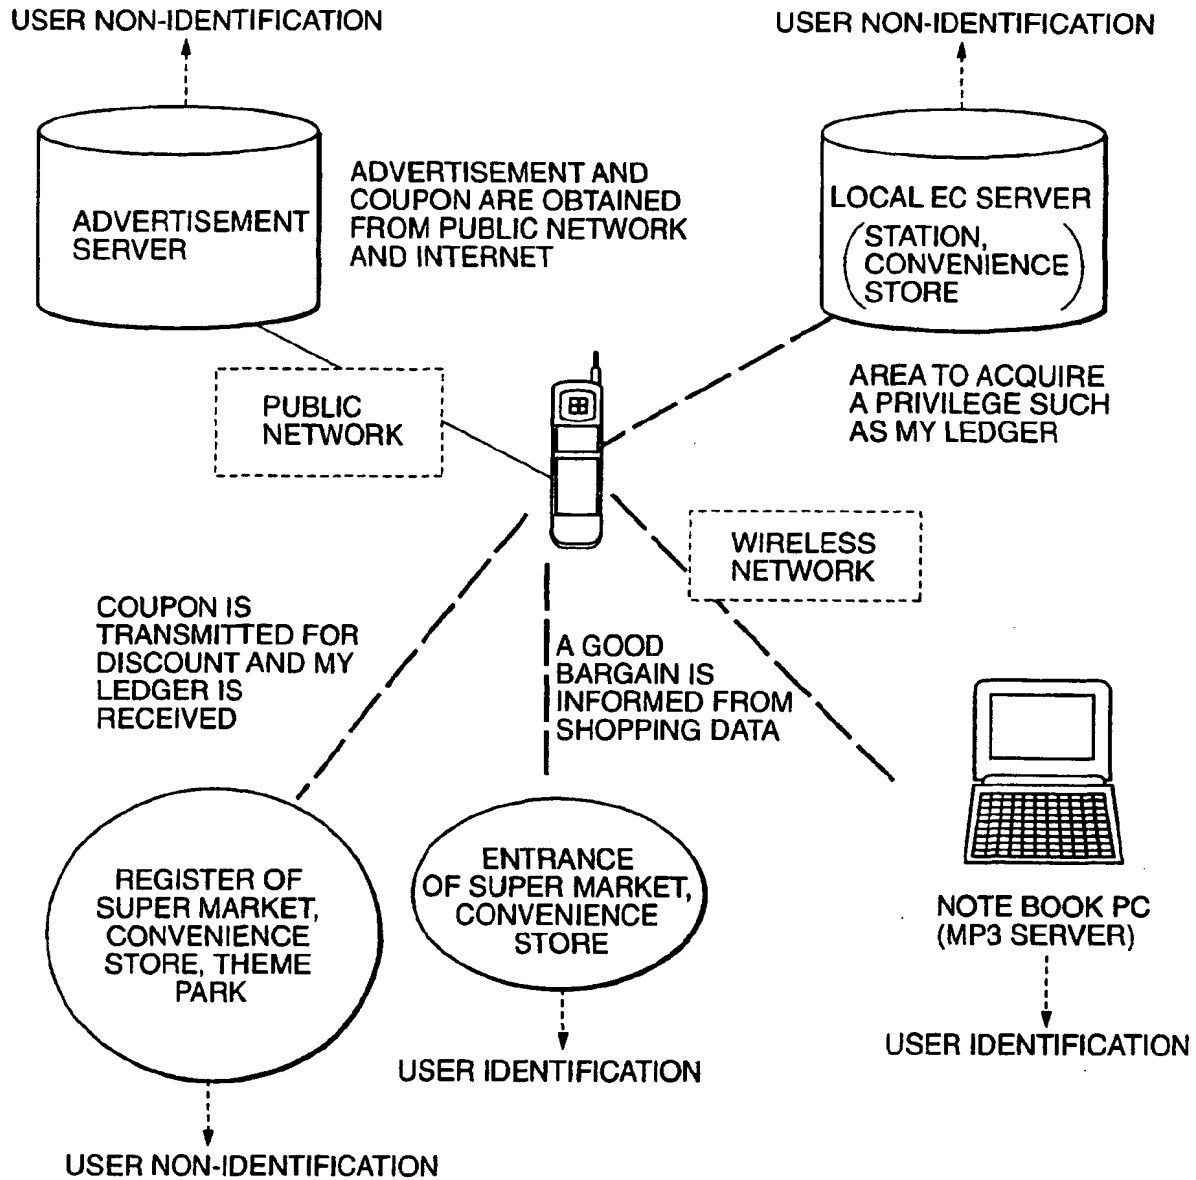 USER NON-IDENTIFICATION
USER NON-IDENTIFICATION
ADVERTISEMENT
SERVER
ADVERTISEMENT AND
COUPON ARE OBTAINED
FROM PUBLIC NETWORK
AND INTERNET
LOCAL EC SERVER
(STATION,
CONVENIENCE
STORE)
AREA TO ACQUIRE
A PRIVILEGE SUCH
AS MY LEDGER
PUBLIC
NETWORK
WIRELESS
NETWORK
COUPON IS
TRANSMITTED FOR
DISCOUNT AND MY
LEDGER IS
RECEIVED
A GOOD
BARGAIN IS
INFORMED FROM
SHOPPING DATA
REGISTER OF
SUPER MARKET,
CONVENIENCE
STORE, THEME
PARK
ENTRANCE
OF SUPER MARKET,
CONVENIENCE
STORE
NOTE BOOK PC
(MP3 SERVER)
USER IDENTIFICATION
USER IDENTIFICATION
USER NON-IDENTIFICATION